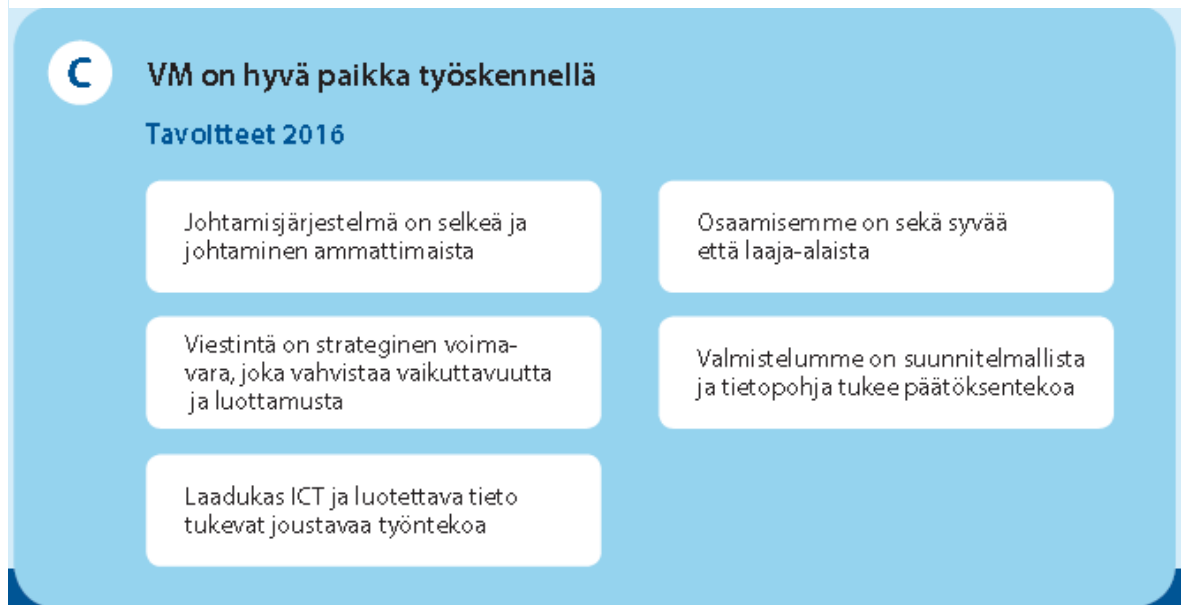 C
VM on hyvä paikka työskennellä
Tavoitteet 2016
Johtamisjärjestelmä on selkeä ja
johtaminen ammattimaista
Osaamisemme on sekä syvää
että laaja-alaista
Viestintä on strateginen voima-
vara, joka vahvistaa vaikuttavuutta
ja luottamusta
Valmistelumme on suunnitelmallista
ja tietopohja tukee päätöksentekoa
Laadukas ICT ja luotettava tieto
tukevat joustavaa työntekoa